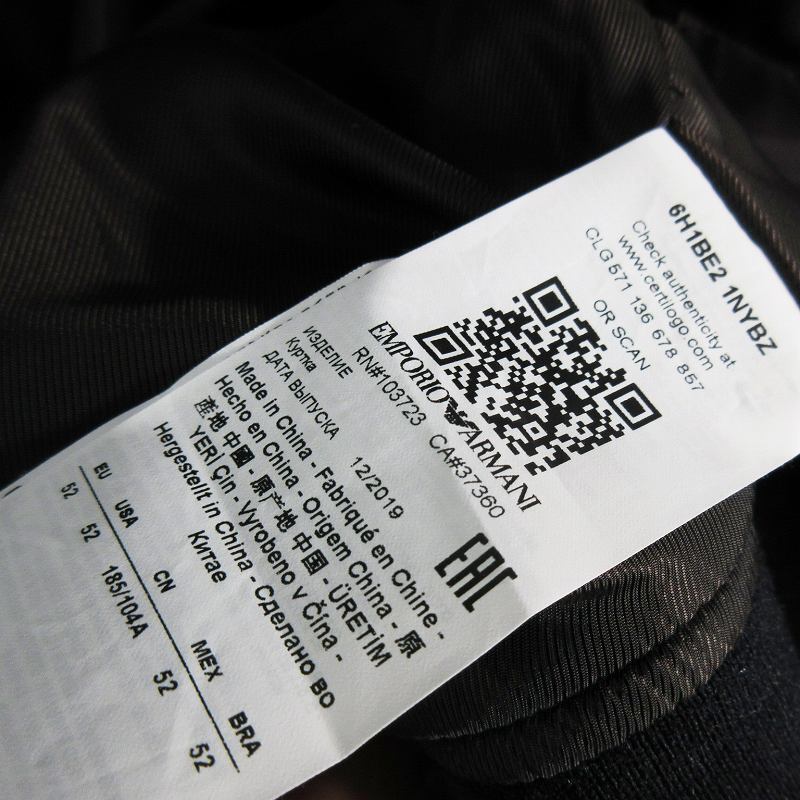 6H1BE2 1NYBZ
Check authenticity at
www.certilogo.com
CLG 571 136 678 857
OR SCAN
EMPORIO ARMANI
RN#103723 CA#37360
ИЗДЕЛИЕ
Куртка
ДАТА ВЫПУСКА 12/2019
EAC
Made in China - Fabriqué en Chine -
Hecho en China - Origem China - 原
産地 中国 - 原产地 中国 - ÜRETİM
YERİ Çin - Vyrobeno v Čína -
Hergestellt in China - Сделано во
Китае
EU USA CN MEX BRA
52 52 185/104A 52 52